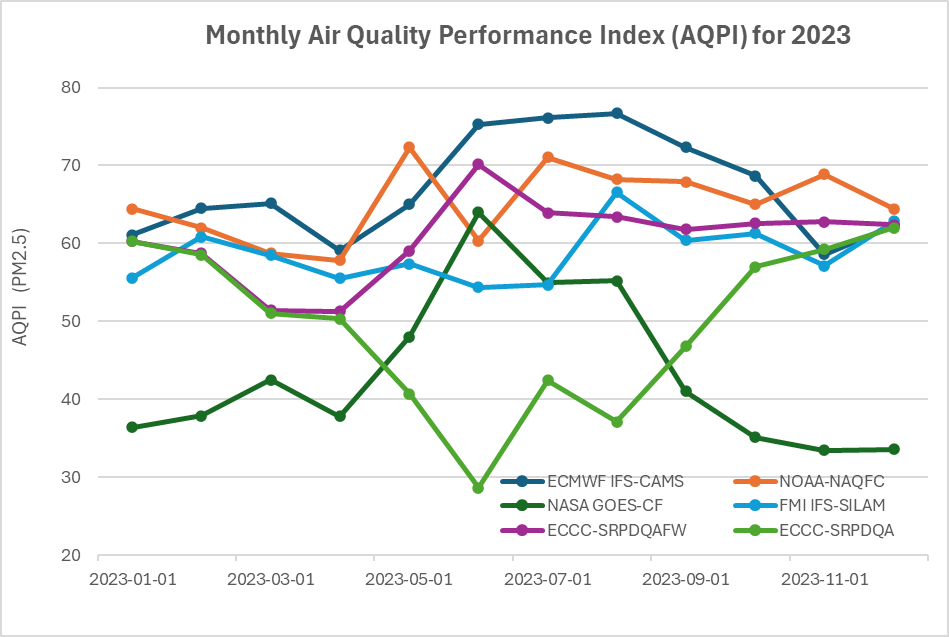 Monthly Air Quality Performance Index (AQPI) for 2023
AQPI (PM2.5)
80
70
60
50
40
30
20
ECMWF IFS-CAMS NOAA-NAQFC
NASA GOES-CF FMI IFS-SILAM
ECCC-SRPDQAFW ECCC-SRPDQA
2023-01-01 2023-03-01 2023-05-01 2023-07-01 2023-09-01 2023-11-01